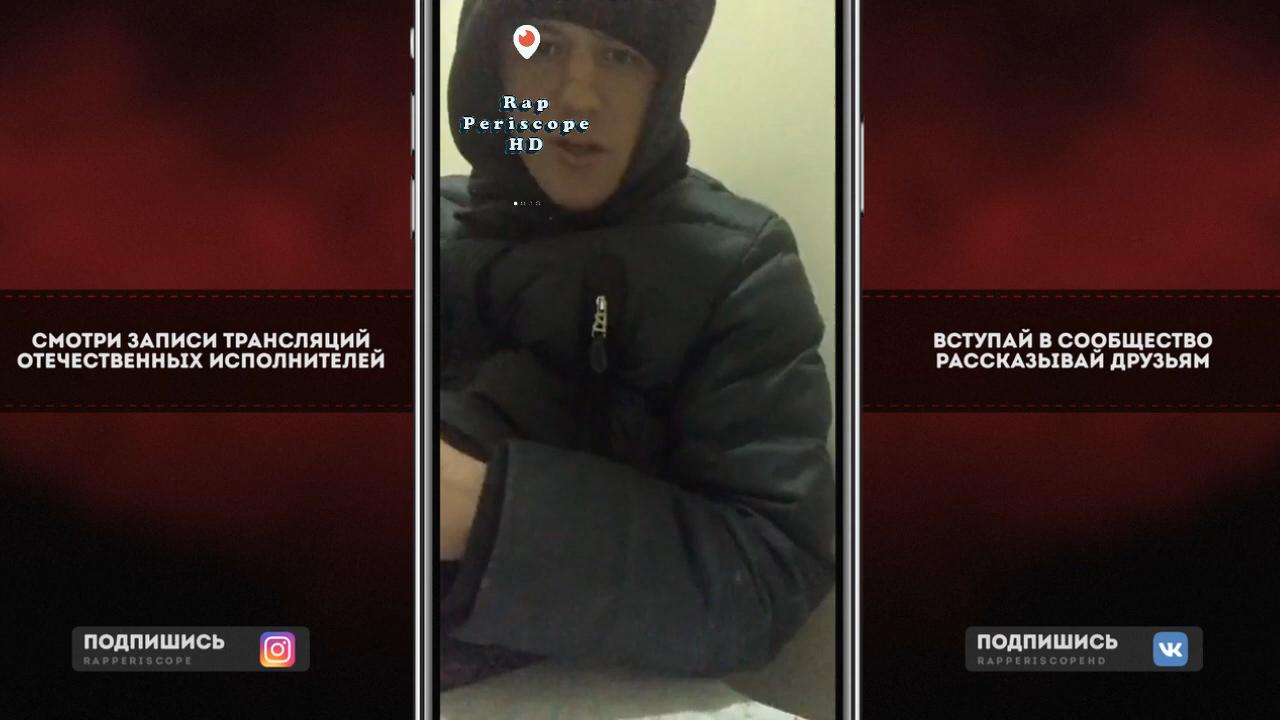 Rap
Periscope
HD
СМОТРИ ЗАПИСИ ТРАНСЛЯЦИЙ
ОТЕЧЕСТВЕННЫХ ИСПОЛНИТЕЛЕЙ
ВСТУПАЙ В СООБЩЕСТВО
РАССКАЗЫВАЙ ДРУЗЬЯМ
ПОДПИШИСЬ
RAPPERISCOPE
ПОДПИШИСЬ
RAPPERISCOPEHD